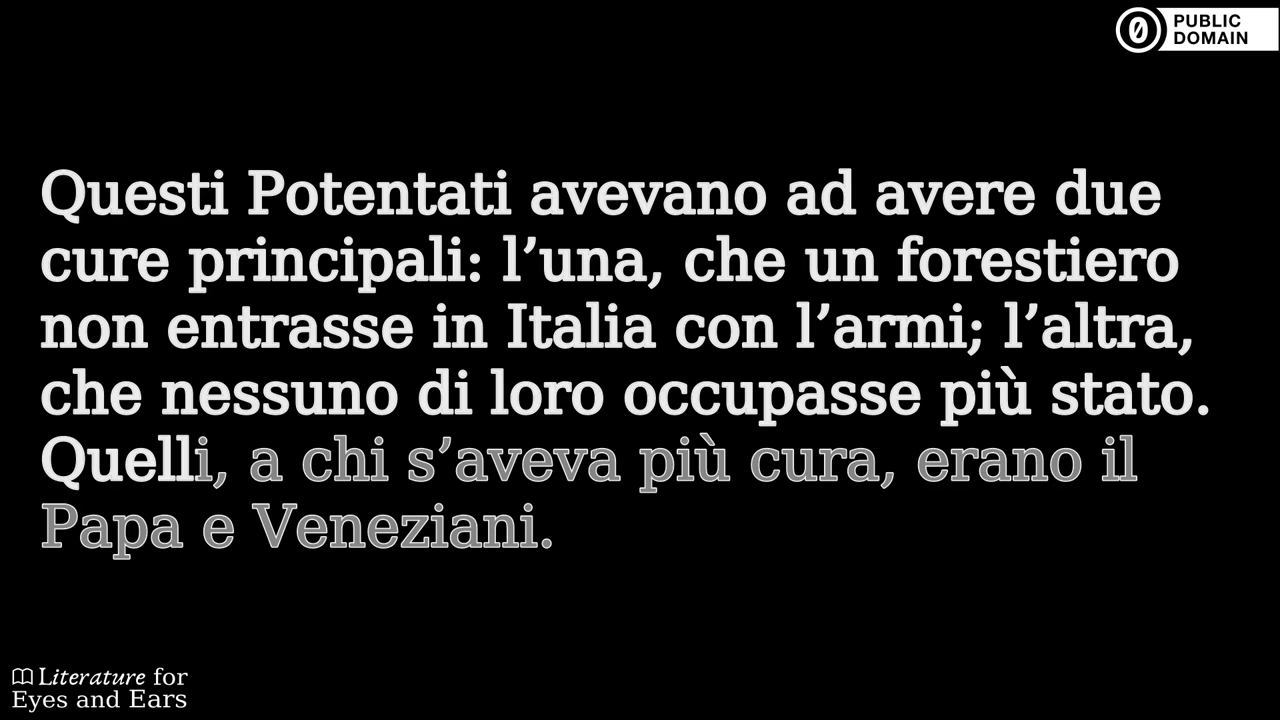 PUBLIC
DOMAIN
Questi Potentati avevano ad avere due
cure principali: l’una, che un forestiero
non entrasse in Italia con l’armi; l’altra,
che nessuno di loro occupasse più stato.
Quelli, a chi s’aveva più cura, erano il
Papa e Veneziani.
Literature for
Eyes and Ears